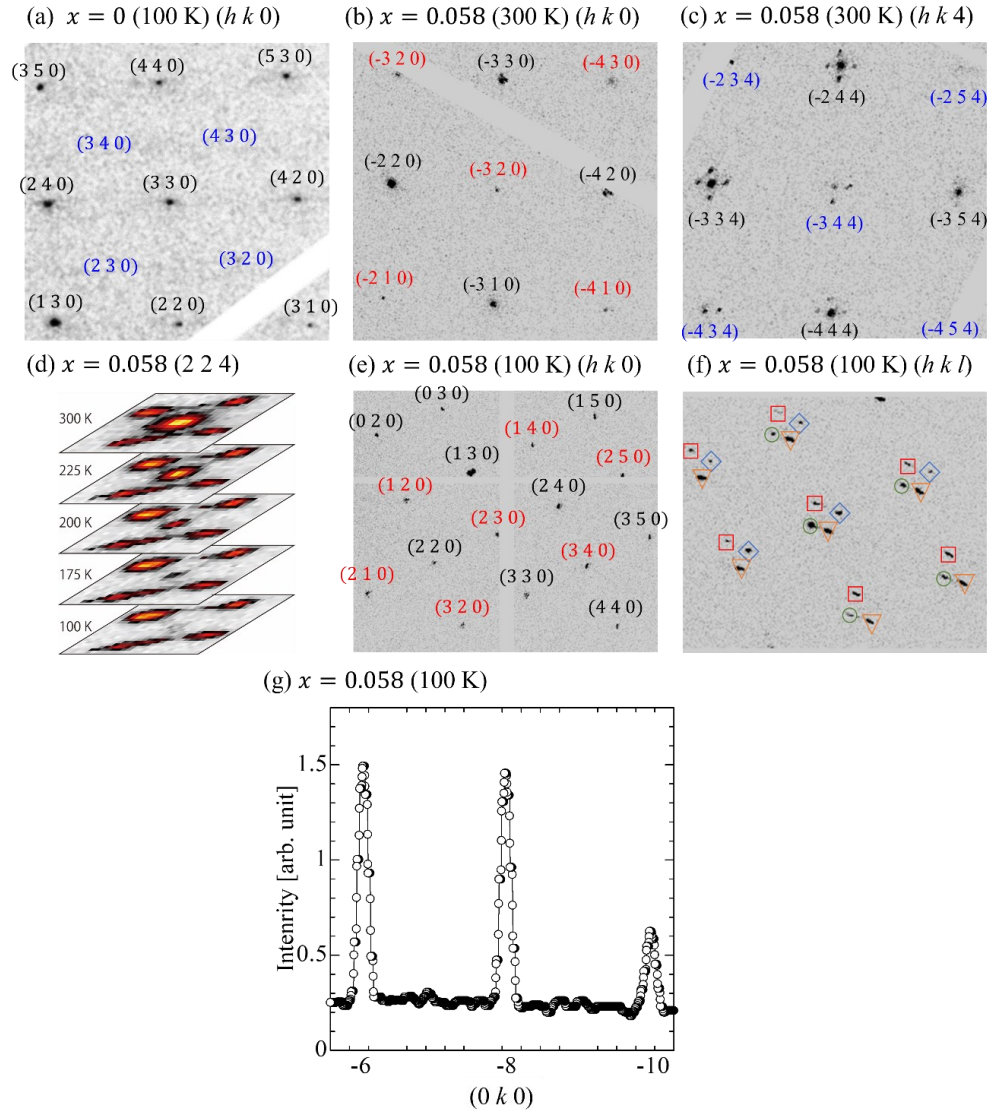 (a) x = 0 (100 K) (h k 0)
(3 5 0) (4 4 0) (5 3 0)
(3 4 0) (4 3 0)
(2 4 0) (3 3 0) (4 2 0)
(2 3 0) (3 2 0)
(1 3 0) (2 2 0) (3 1 0)
(b) x = 0.058 (300 K) (h k 0)
(-3 2 0) (-3 3 0) (-4 3 0)
(-2 2 0) (-3 2 0) (-4 2 0)
(-2 1 0) (-3 1 0) (-4 1 0)
(c) x = 0.058 (300 K) (h k 4)
(-2 3 4) (-2 4 4) (-2 5 4)
(-3 3 4) (-3 4 4) (-3 5 4)
(-4 3 4) (-4 4 4) (-4 5 4)
(d) x = 0.058 (2 2 4)
300 K
225 K
200 K
175 K
100 K
(e) x = 0.058 (100 K) (h k 0)
(0 3 0) (1 5 0)
(0 2 0) (1 4 0)
(1 3 0) (2 5 0)
(1 2 0) (2 4 0)
(2 3 0) (3 5 0)
(2 2 0) (3 4 0)
(2 1 0) (3 3 0)
(3 2 0) (4 4 0)
(f) x = 0.058 (100 K) (h k l)
(g) x = 0.058 (100 K)
Intenrity [arb. unit]
1.5
1
0.5
0
-6 -8 -10
(0 k 0)